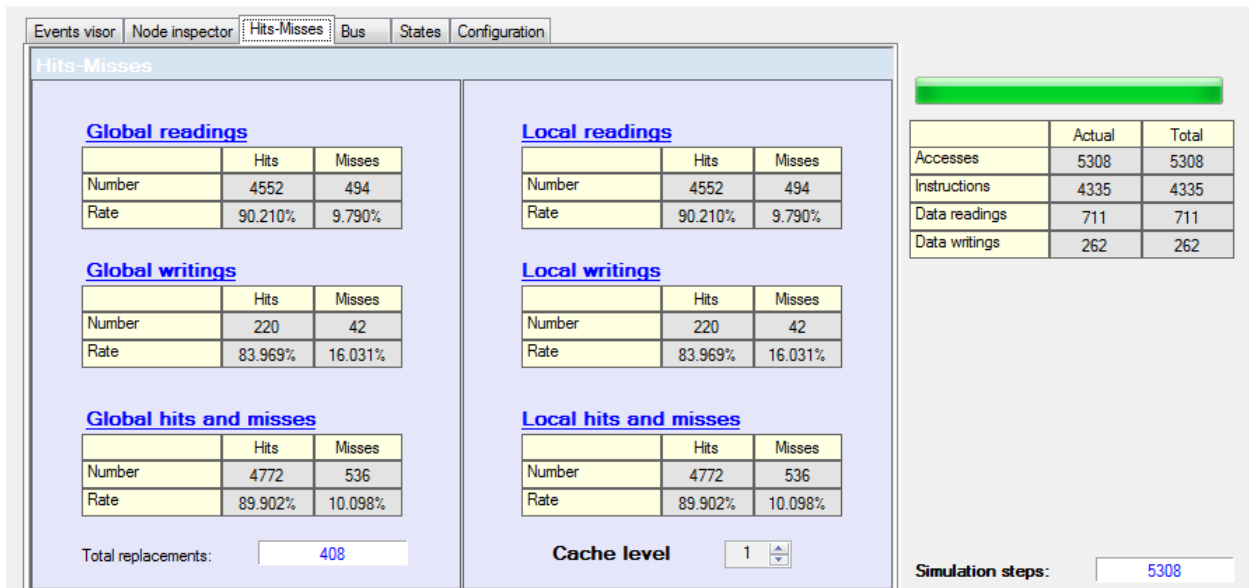 Events visor Node inspector Hits-Misses Bus States Configuration
Hits-Misses
Global readings
Hits Misses
Number 4552 494
Rate 90.210% 9.790%
Global writings
Hits Misses
Number 220 42
Rate 83.969% 16.031%
Global hits and misses
Hits Misses
Number 4772 536
Rate 89.902% 10.098%
Total replacements: 408
Local readings
Hits Misses
Number 4552 494
Rate 90.210% 9.790%
Local writings
Hits Misses
Number 220 42
Rate 83.969% 16.031%
Local hits and misses
Hits Misses
Number 4772 536
Rate 89.902% 10.098%
Cache level 1
Actual Total
Accesses 5308 5308
Instructions 4335 4335
Data readings 711 711
Data writings 262 262
Simulation steps: 5308